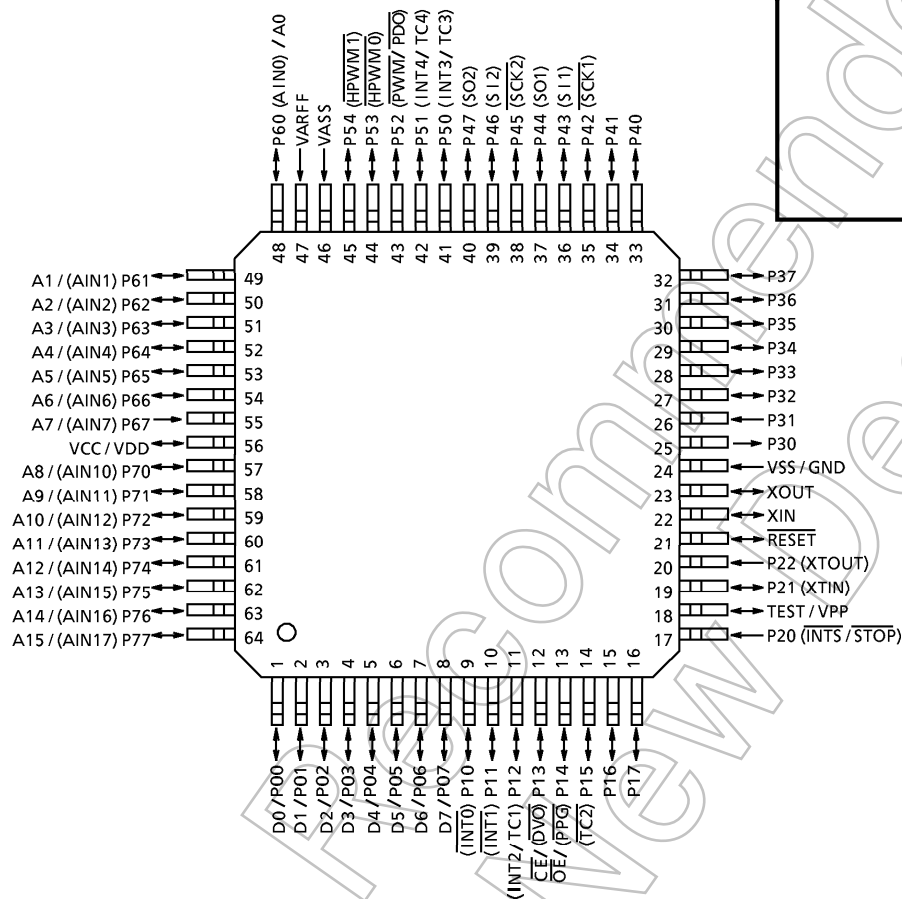 P60 (AIN0) / A0
VARFF
VASS
P54 (HPWM1)
P53 (HPWM0)
P52 (PWM/ PDO)
P51 (INT4/ TC4)
P50 (INT3/ TC3)
P47 (SO2)
P46 (SI2)
P45 (SCK2)
P44 (SO1)
P43 (SI1)
P42 (SCK1)
P41
P40
48 47 46 45 44 43 42 41 40 39 38 37 36 35 34 33
A1 / (AIN1) P61 49
A2 / (AIN2) P62 50
A3 / (AIN3) P63 51
A4 / (AIN4) P64 52
A5 / (AIN5) P65 53
A6 / (AIN6) P66 54
A7 / (AIN7) P67 55
VCC / VDD 56
A8 / (AIN10) P70 57
A9 / (AIN11) P71 58
A10 / (AIN12) P72 59
A11 / (AIN13) P73 60
A12 / (AIN14) P74 61
A13 / (AIN15) P75 62
A14 / (AIN16) P76 63
A15 / (AIN17) P77 64
32 P37
31 P36
30 P35
29 P34
28 P33
27 P32
26 P31
25 P30
24 VSS / GND
23 XOUT
22 XIN
21 RESET
20 P22 (XTOUT)
19 P21 (XTIN)
18 TEST / VPP
17 P20 (INTS / STOP)
1 2 3 4 5 6 7 8 9 10 11 12 13 14 15 16
D0 / P00
D1 / P01
D2 / P02
D3 / P03
D4 / P04
D5 / P05
D6 / P06
D7 / P07
(INT0) P10
(INT1) P11
(INT2 / TC1) P12
CE / (DVO) P13
OE / (PPG) P14
(TC2) P15
P16
P17
Recommende
New De